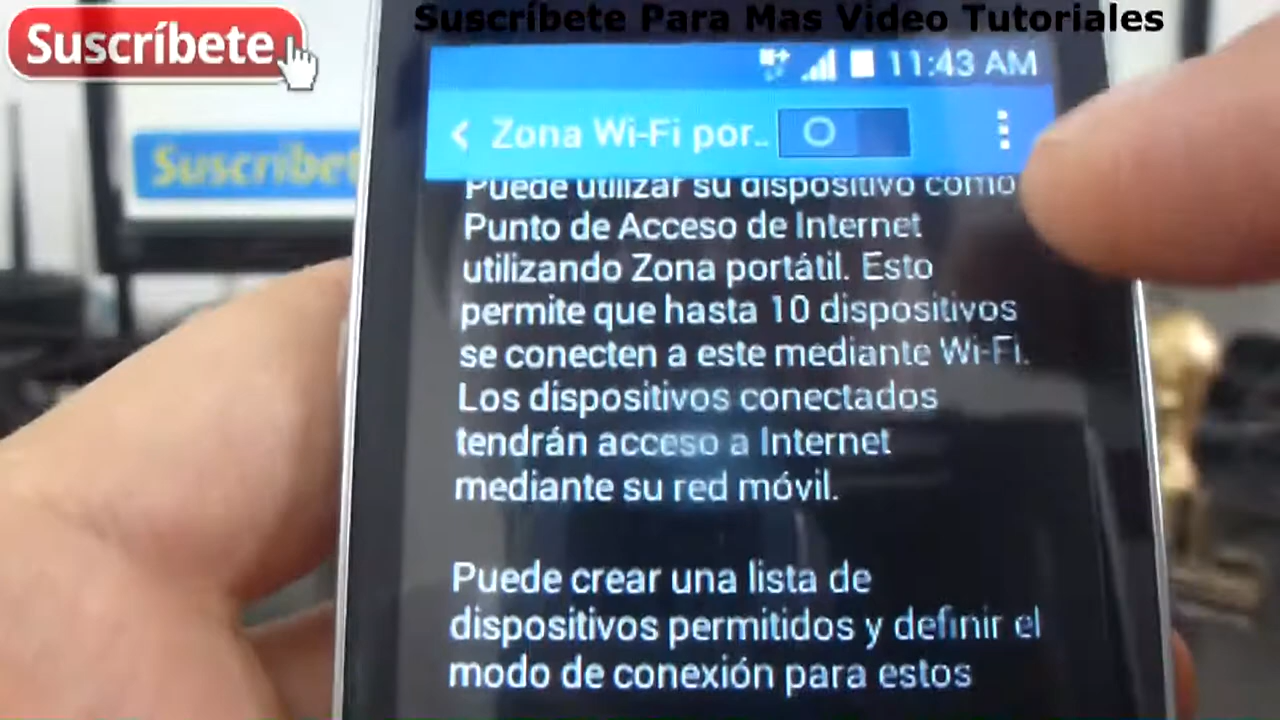 Suscríbete Para Mas Video Tutoriales
Suscríbete
Suscríbet
11:43 AM
Zona Wi-Fi por..
Puede utilizar su dispositivo como
Punto de Acceso de Internet
utilizando Zona portátil. Esto
permite que hasta 10 dispositivos
se conecten a este mediante Wi-Fi.
Los dispositivos conectados
tendrán acceso a Internet
mediante su red móvil.
Puede crear una lista de
dispositivos permitidos y definir el
modo de conexión para estos